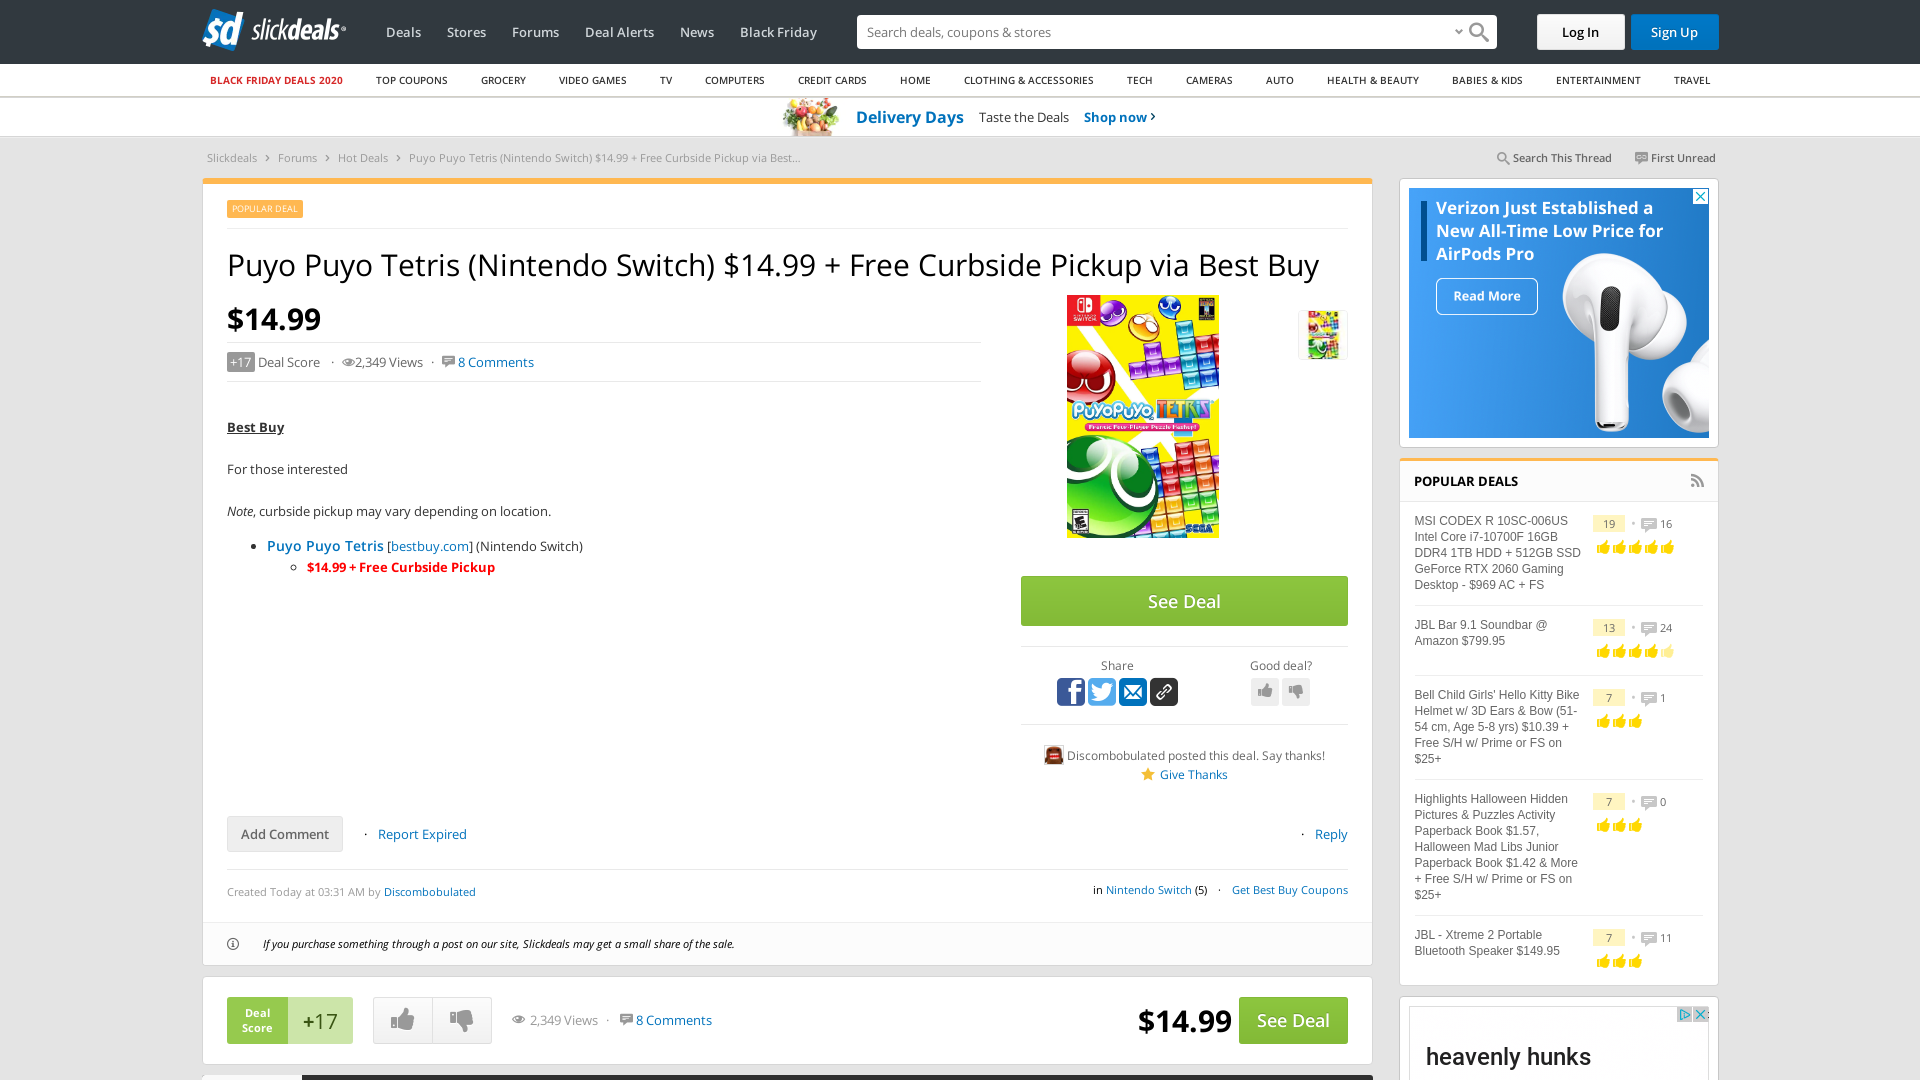 slickdeals
Deals
Stores
Forums
Deal Alerts
News
Black Friday
Search deals, coupons & stores
Log In
Sign Up
BLACK FRIDAY DEALS 2020
TOP COUPONS
GROCERY
VIDEO GAMES
TV
COMPUTERS
CREDIT CARDS
HOME
CLOTHING & ACCESSORIES
TECH
CAMERAS
AUTO
HEALTH & BEAUTY
BABIES & KIDS
ENTERTAINMENT
TRAVEL
Delivery Days Taste the Deals Shop now
Slickdeals › Forums › Hot Deals › Puyo Puyo Tetris (Nintendo Switch) $14.99 + Free Curbside Pickup via Best...
Search This Thread
First Unread
POPULAR DEAL
Puyo Puyo Tetris (Nintendo Switch) $14.99 + Free Curbside Pickup via Best Buy
$14.99
+17 Deal Score · 2,349 Views · 8 Comments
Best Buy
For those interested
Note, curbside pickup may vary depending on location.
Puyo Puyo Tetris [bestbuy.com] (Nintendo Switch)
$14.99 + Free Curbside Pickup
PuyoPuyo TETRIS
SEGA
See Deal
Share
Good deal?
Discombobulated posted this deal. Say thanks!
Give Thanks
Add Comment
· Report Expired
· Reply
Created Today at 03:31 AM by Discombobulated
in Nintendo Switch (5) · Get Best Buy Coupons
If you purchase something through a post on our site, Slickdeals may get a small share of the sale.
Deal
Score
+17
2,349 Views · 8 Comments
$14.99
See Deal
Verizon Just Established a
New All-Time Low Price for
AirPods Pro
Read More
POPULAR DEALS
MSI CODEX R 10SC-006US
Intel Core i7-10700F 16GB
DDR4 1TB HDD + 512GB SSD
GeForce RTX 2060 Gaming
Desktop - $969 AC + FS
19 • 16
JBL Bar 9.1 Soundbar @
Amazon $799.95
13 • 24
Bell Child Girls' Hello Kitty Bike
Helmet w/ 3D Ears & Bow (51-
54 cm, Age 5-8 yrs) $10.39 +
Free S/H w/ Prime or FS on
$25+
7 • 1
Highlights Halloween Hidden
Pictures & Puzzles Activity
Paperback Book $1.57,
Halloween Mad Libs Junior
Paperback Book $1.42 & More
+ Free S/H w/ Prime or FS on
$25+
7 • 0
JBL - Xtreme 2 Portable
Bluetooth Speaker $149.95
7 • 11
heavenly hunks